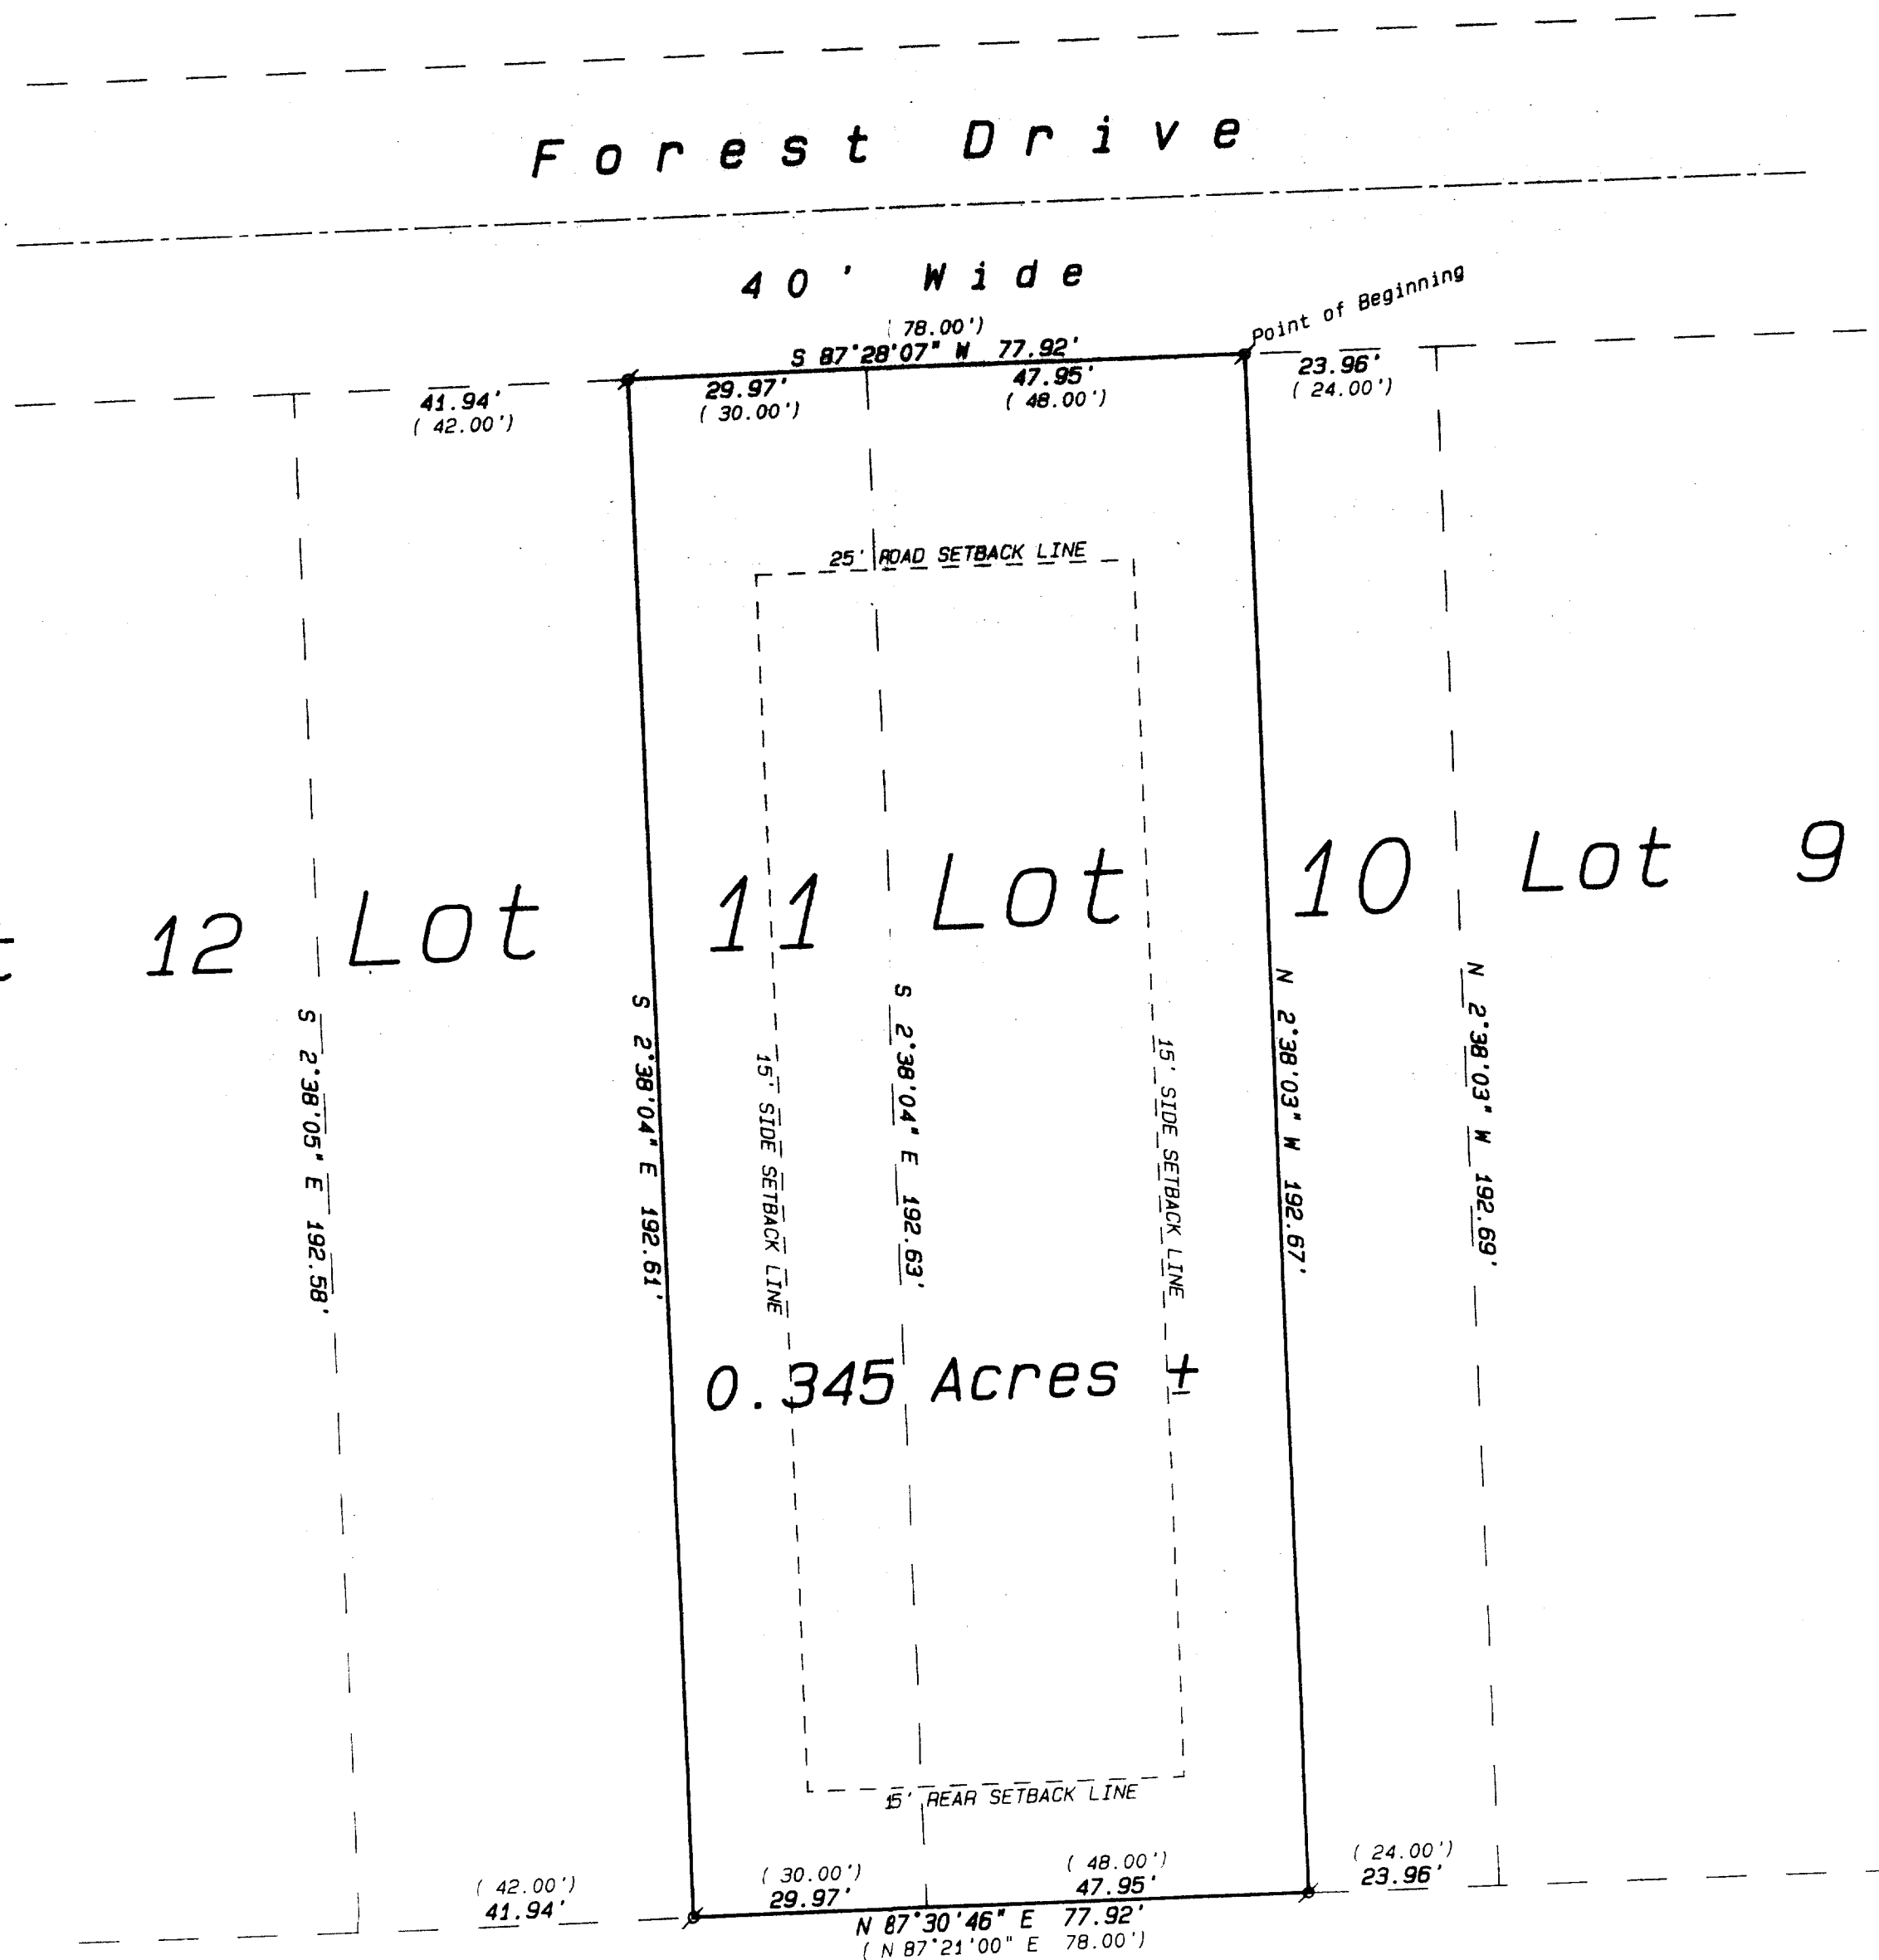 Forest Drive
40' Wide
Point of Beginning
( 78.00')
S 87°28'07" W 77.92'
41.94'
( 42.00')
29.97'
( 30.00')
47.95'
( 48.00')
23.96'
( 24.00')
25' ROAD SETBACK LINE
12
Lot 11
Lot 10
Lot 9
S 2°38'05" E 192.58'
S 2°38'04" E 192.61'
15' SIDE SETBACK LINE
S 2°38'04" E 192.63'
15' SIDE SETBACK LINE
N 2°38'03" W 192.67'
N 2°38'03" W 192.69'
0.345 Acres ±
15' REAR SETBACK LINE
( 42.00')
41.94'
( 30.00')
29.97'
( 48.00')
47.95'
( 24.00')
23.96'
N 87°30'46" E 77.92'
( N 87°21'00" E 78.00')